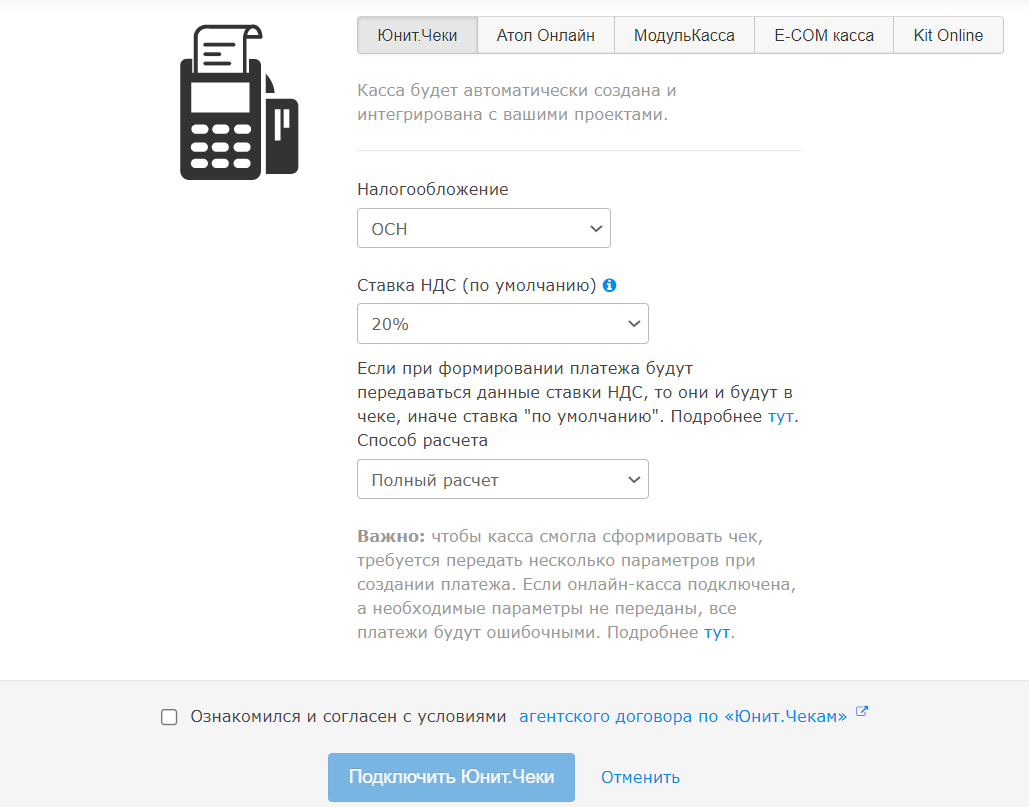 Юнит.Чеки Атол Онлайн МодульКасса E-COM касса Kit Online
Касса будет автоматически создана и
интегрирована с вашими проектами.
Налогообложение
ОСН
Ставка НДС (по умолчанию)
20%
Если при формировании платежа будут
передаваться данные ставки НДС, то они и будут в
чеке, иначе ставка "по умолчанию". Подробнее тут.
Способ расчета
Полный расчет
Важно: чтобы касса смогла сформировать чек,
требуется передать несколько параметров при
создании платежа. Если онлайн-касса подключена,
а необходимые параметры не переданы, все
платежи будут ошибочными. Подробнее тут.
Ознакомился и согласен с условиями агентского договора по «Юнит.Чекам»
Подключить Юнит.Чеки Отменить